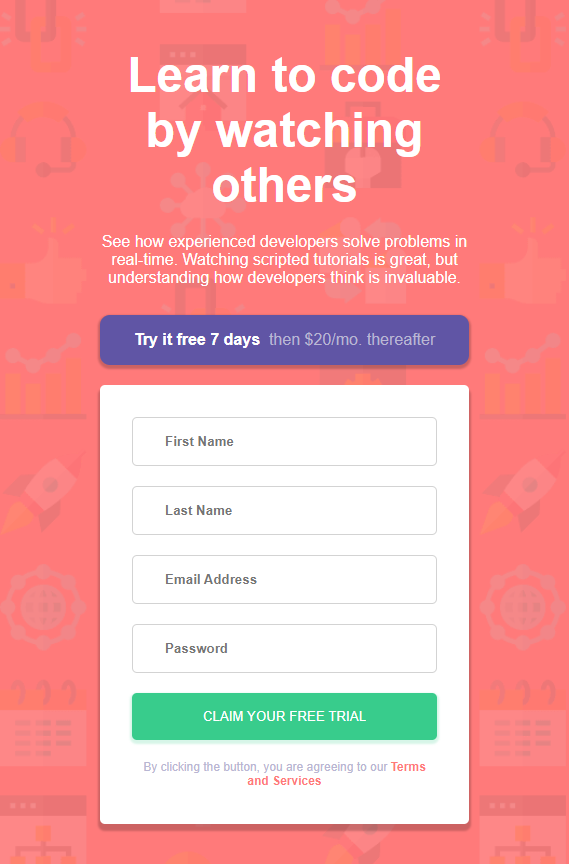 Learn to code
by watching
others
See how experienced developers solve problems in
real-time. Watching scripted tutorials is great, but
understanding how developers think is invaluable.
Try it free 7 days then $20/mo. thereafter
First Name
Last Name
Email Address
Password
CLAIM YOUR FREE TRIAL
By clicking the button, you are agreeing to our Terms
and Services